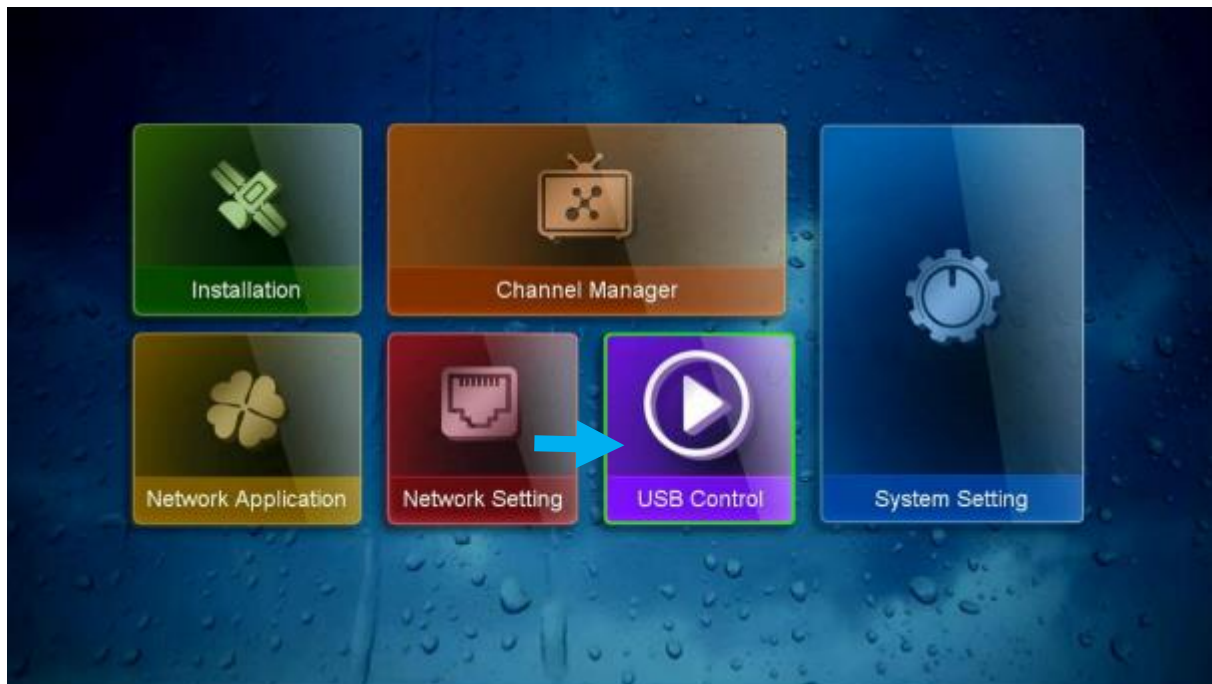 Installation
Channel Manager
Network Application
Network Setting
USB Control
System Setting